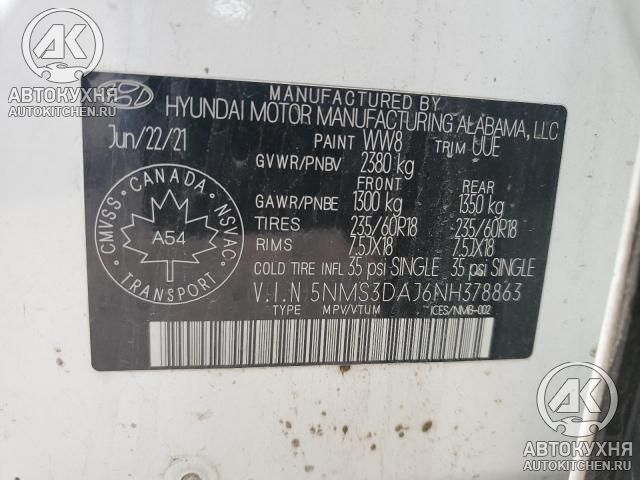 АВТОКУХНЯ
AUTOKITCHEN.RU
MANUFACTURED BY
HYUNDAI MOTOR MANUFACTURING ALABAMA, LLC
Jun/22/21
PAINT WW8 TRIM UUE
GVWR/PNBV 2380 kg
FRONT REAR
GAWR/PNBE 1300 kg 1350 kg
TIRES 235/60R18 235/60R18
RIMS 7.5JX18 7.5JX18
COLD TIRE INFL 35 psi SINGLE 35 psi SINGLE
V.I.N 5NMS3DAJ6NH378863
TYPE MPV/VTUM ICES/NMB-002
CANADA
CMVSS
NSVAC
A54
TRANSPORT
АВТОКУХНЯ
AUTOKITCHEN.RU